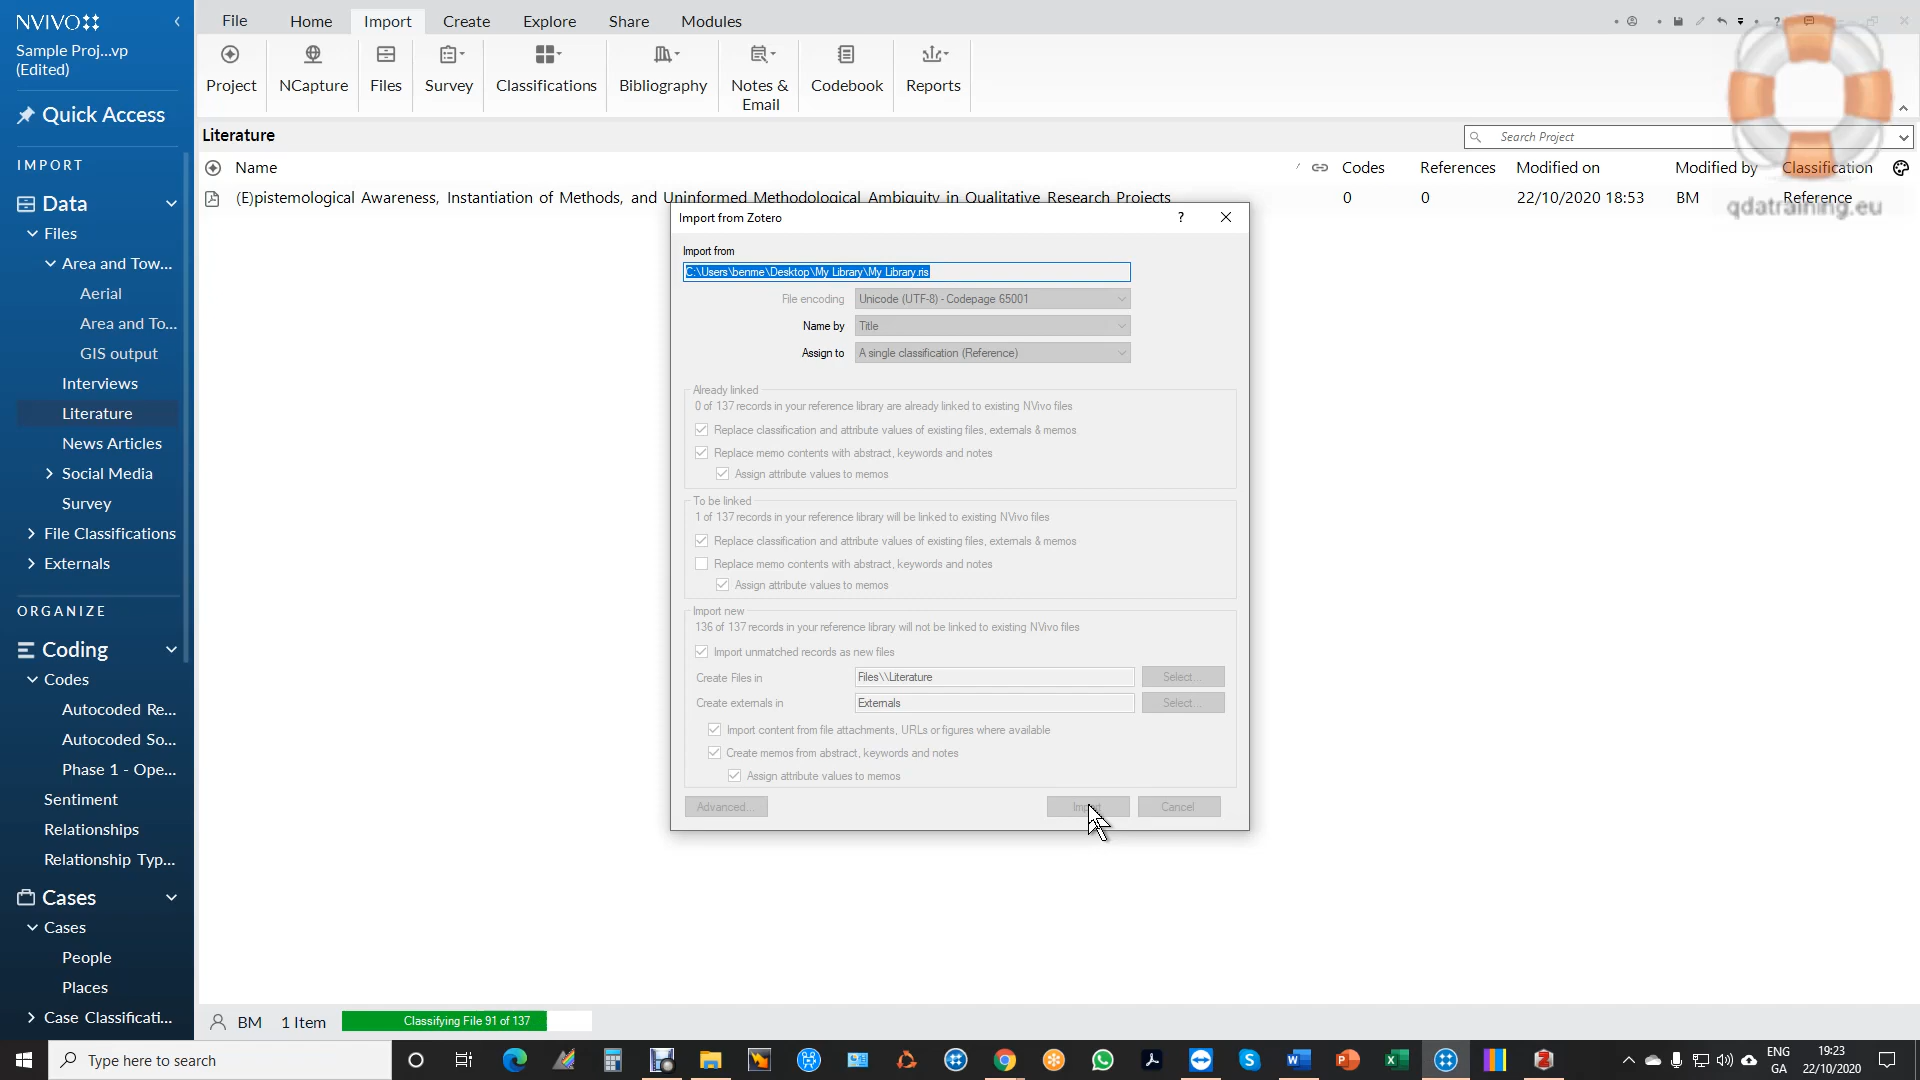 NVIVO
Sample Proj...vp
(Edited)
Quick Access
IMPORT
Data
Files
Area and Tow...
Aerial
Area and To...
GIS output
Interviews
Literature
News Articles
Social Media
Survey
File Classifications
Externals
ORGANIZE
Coding
Codes
Autocoded Re...
Autocoded So...
Phase 1 - Ope...
Sentiment
Relationships
Relationship Typ...
Cases
Cases
People
Places
Case Classificati...
File Home Import Create Explore Share Modules
Project NCapture Files Survey Classifications Bibliography Notes & Email Codebook Reports
Literature
Search Project
Name Codes References Modified on Modified by Classification
(E)pistemological Awareness, Instantiation of Methods, and Uninformed Methodological Ambiguity in Qualitative Research Projects 0 0 22/10/2020 18:53 BM Reference
qdatraining.eu
Import from Zotero ?
Import from
C:\Users\benme\Desktop\My Library\My Library.ris
File encoding Unicode (UTF-8) - Codepage 65001
Name by Title
Assign to A single classification (Reference)
Already linked
0 of 137 records in your reference library are already linked to existing NVivo files
Replace classification and attribute values of existing files, externals & memos
Replace memo contents with abstract, keywords and notes
Assign attribute values to memos
To be linked
1 of 137 records in your reference library will be linked to existing NVivo files
Replace classification and attribute values of existing files, externals & memos
Replace memo contents with abstract, keywords and notes
Assign attribute values to memos
Import new
136 of 137 records in your reference library will not be linked to existing NVivo files
Import unmatched records as new files
Create Files in Files\\Literature Select...
Create externals in Externals Select...
Import content from file attachments, URLs or figures where available
Create memos from abstract, keywords and notes
Assign attribute values to memos
Advanced... Import Cancel
BM 1 Item Classifying File 91 of 137
Type here to search
ENG
GA
19:23
22/10/2020